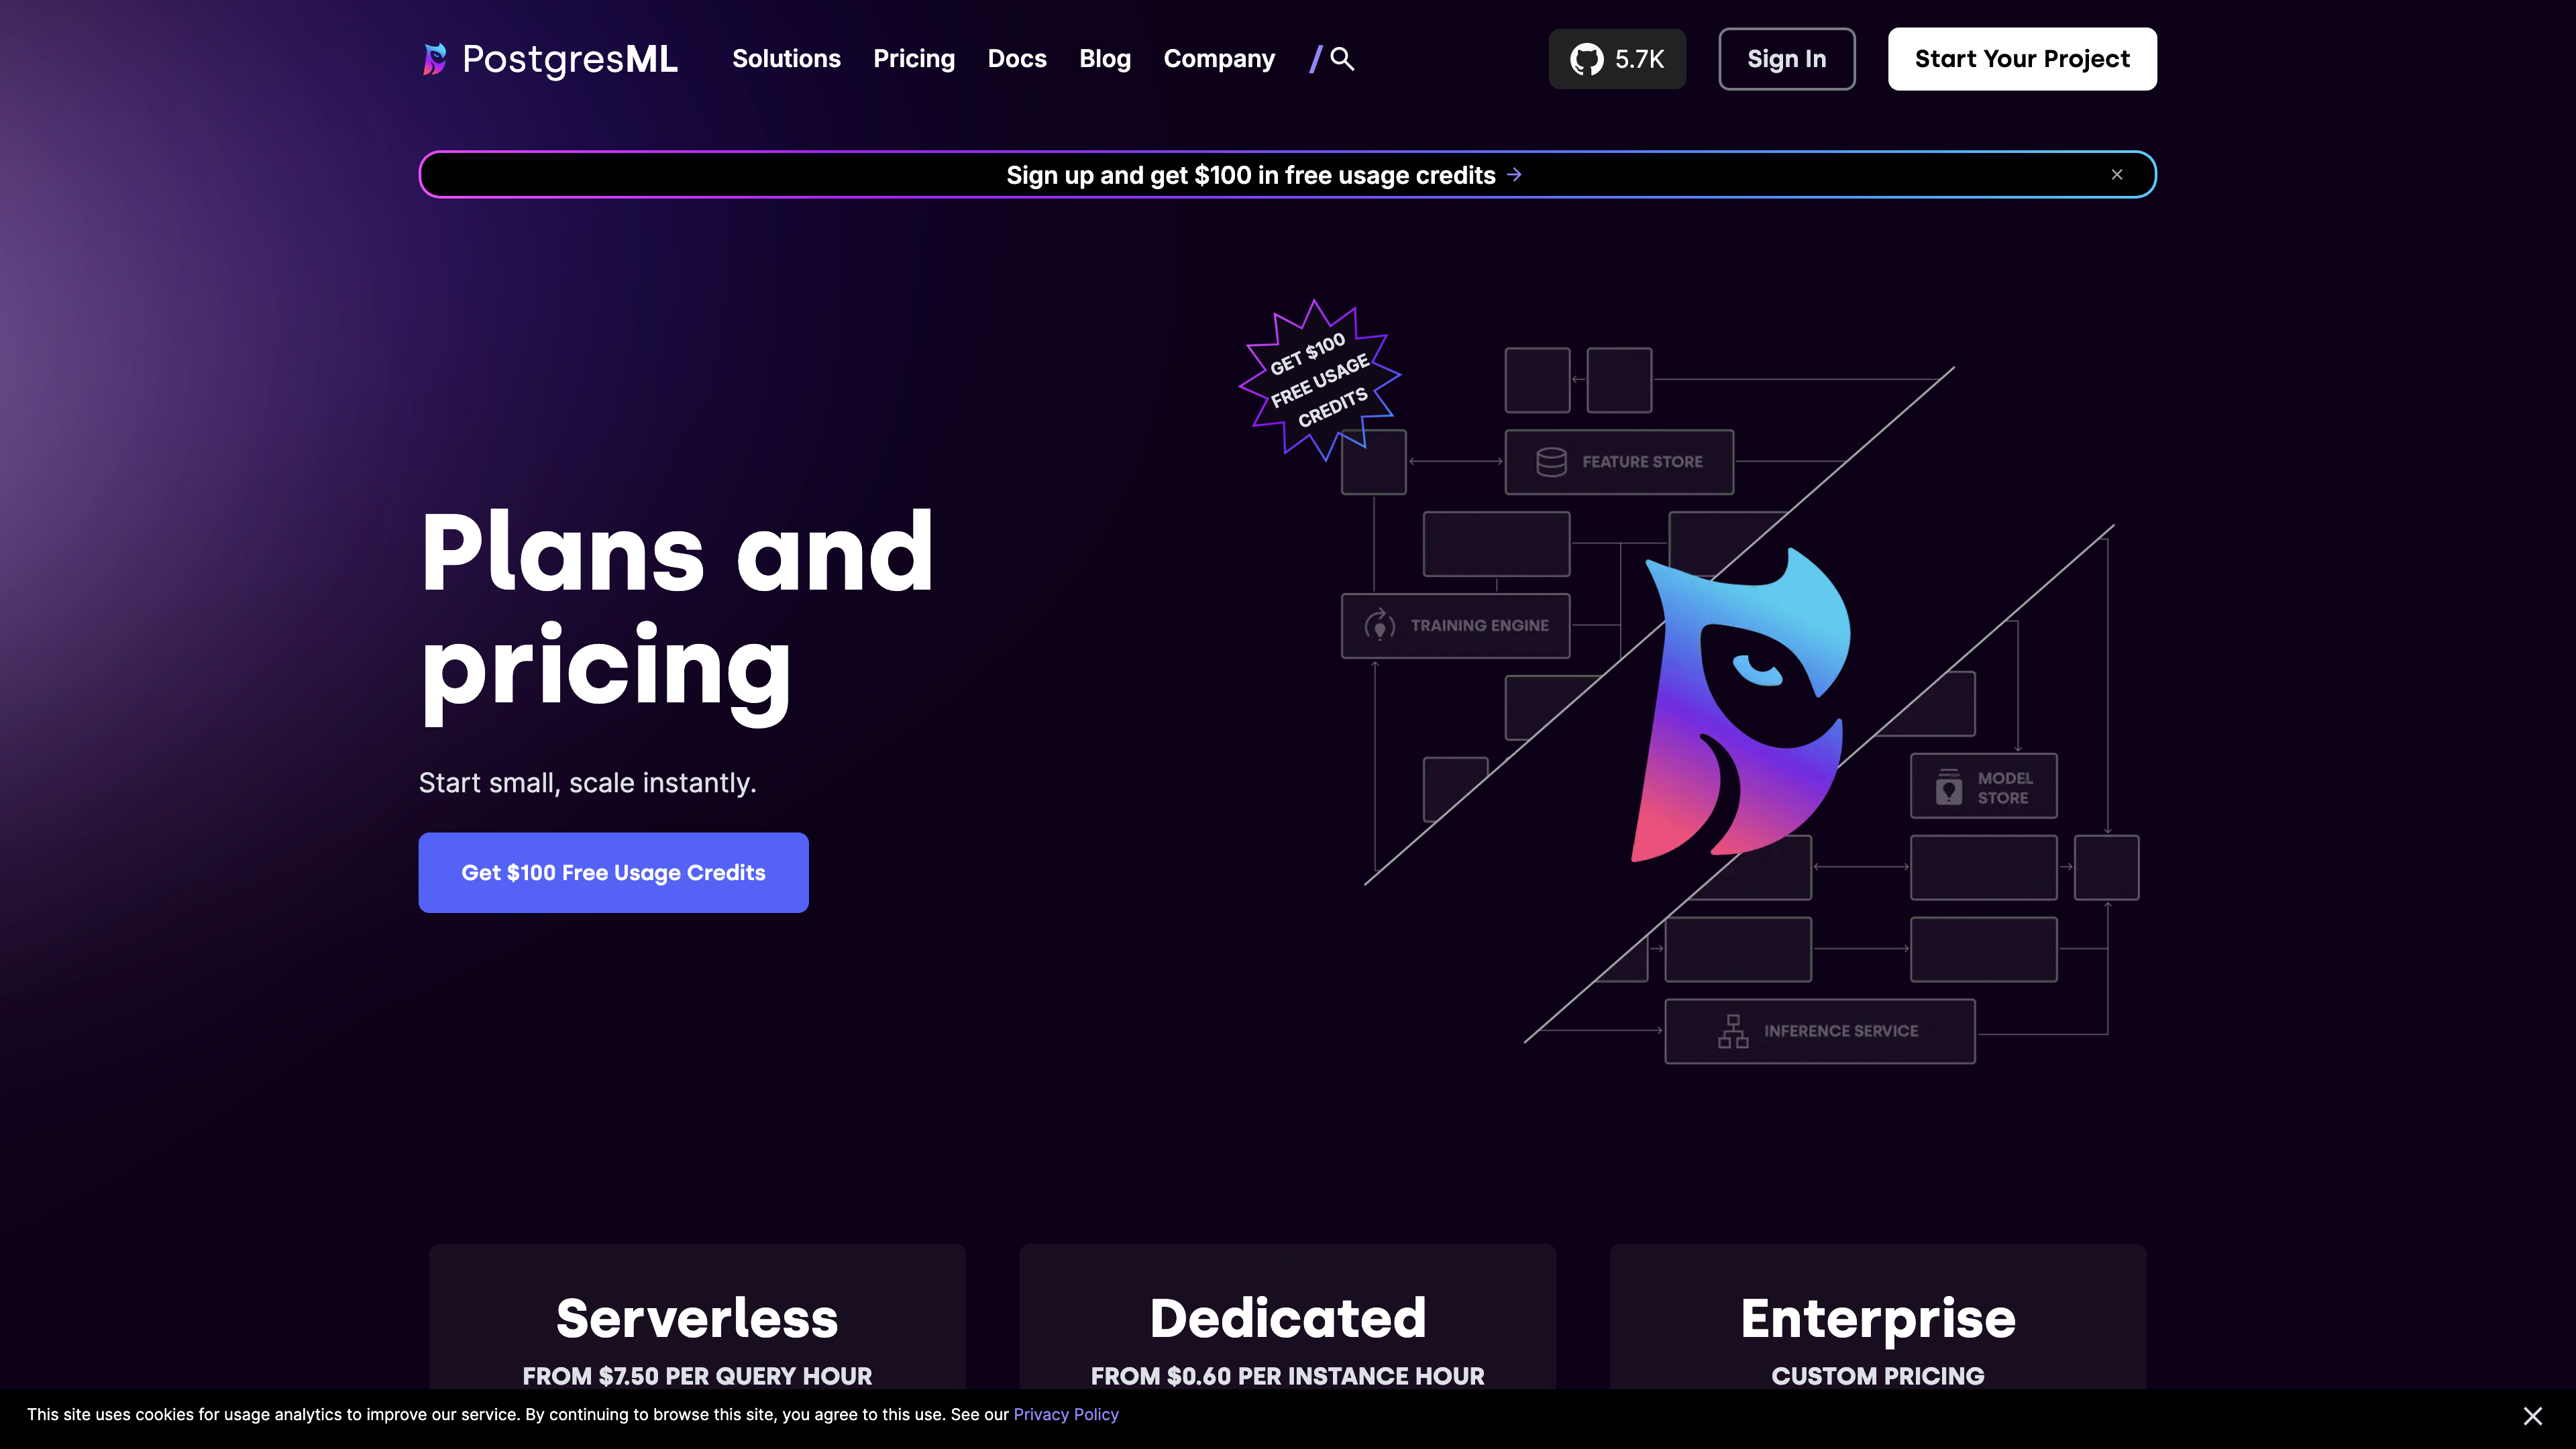 PostgresML
Solutions
Pricing
Docs
Blog
Company
/
5.7K
Sign In
Start Your Project
Sign up and get $100 in free usage credits →
GET $100
FREE USAGE
CREDITS
FEATURE STORE
TRAINING ENGINE
MODEL
STORE
INFERENCE SERVICE
Plans and
pricing
Start small, scale instantly.
Get $100 Free Usage Credits
Serverless
FROM $7.50 PER QUERY HOUR
Dedicated
FROM $0.60 PER INSTANCE HOUR
Enterprise
CUSTOM PRICING
This site uses cookies for usage analytics to improve our service. By continuing to browse this site, you agree to this use. See our Privacy Policy